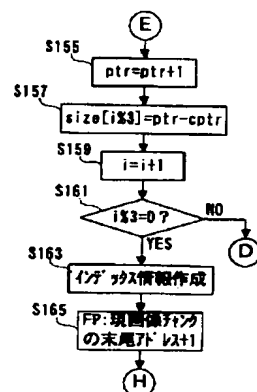 E
S155
ptr=ptr+1
S157
size[i%3]=ptr-cptr
S159
i=i+1
S161
i%3=0?
NO
D
YES
S163
インデックス情報作成
S165
FP:現画像チャンク
の末尾アドレス+1
H